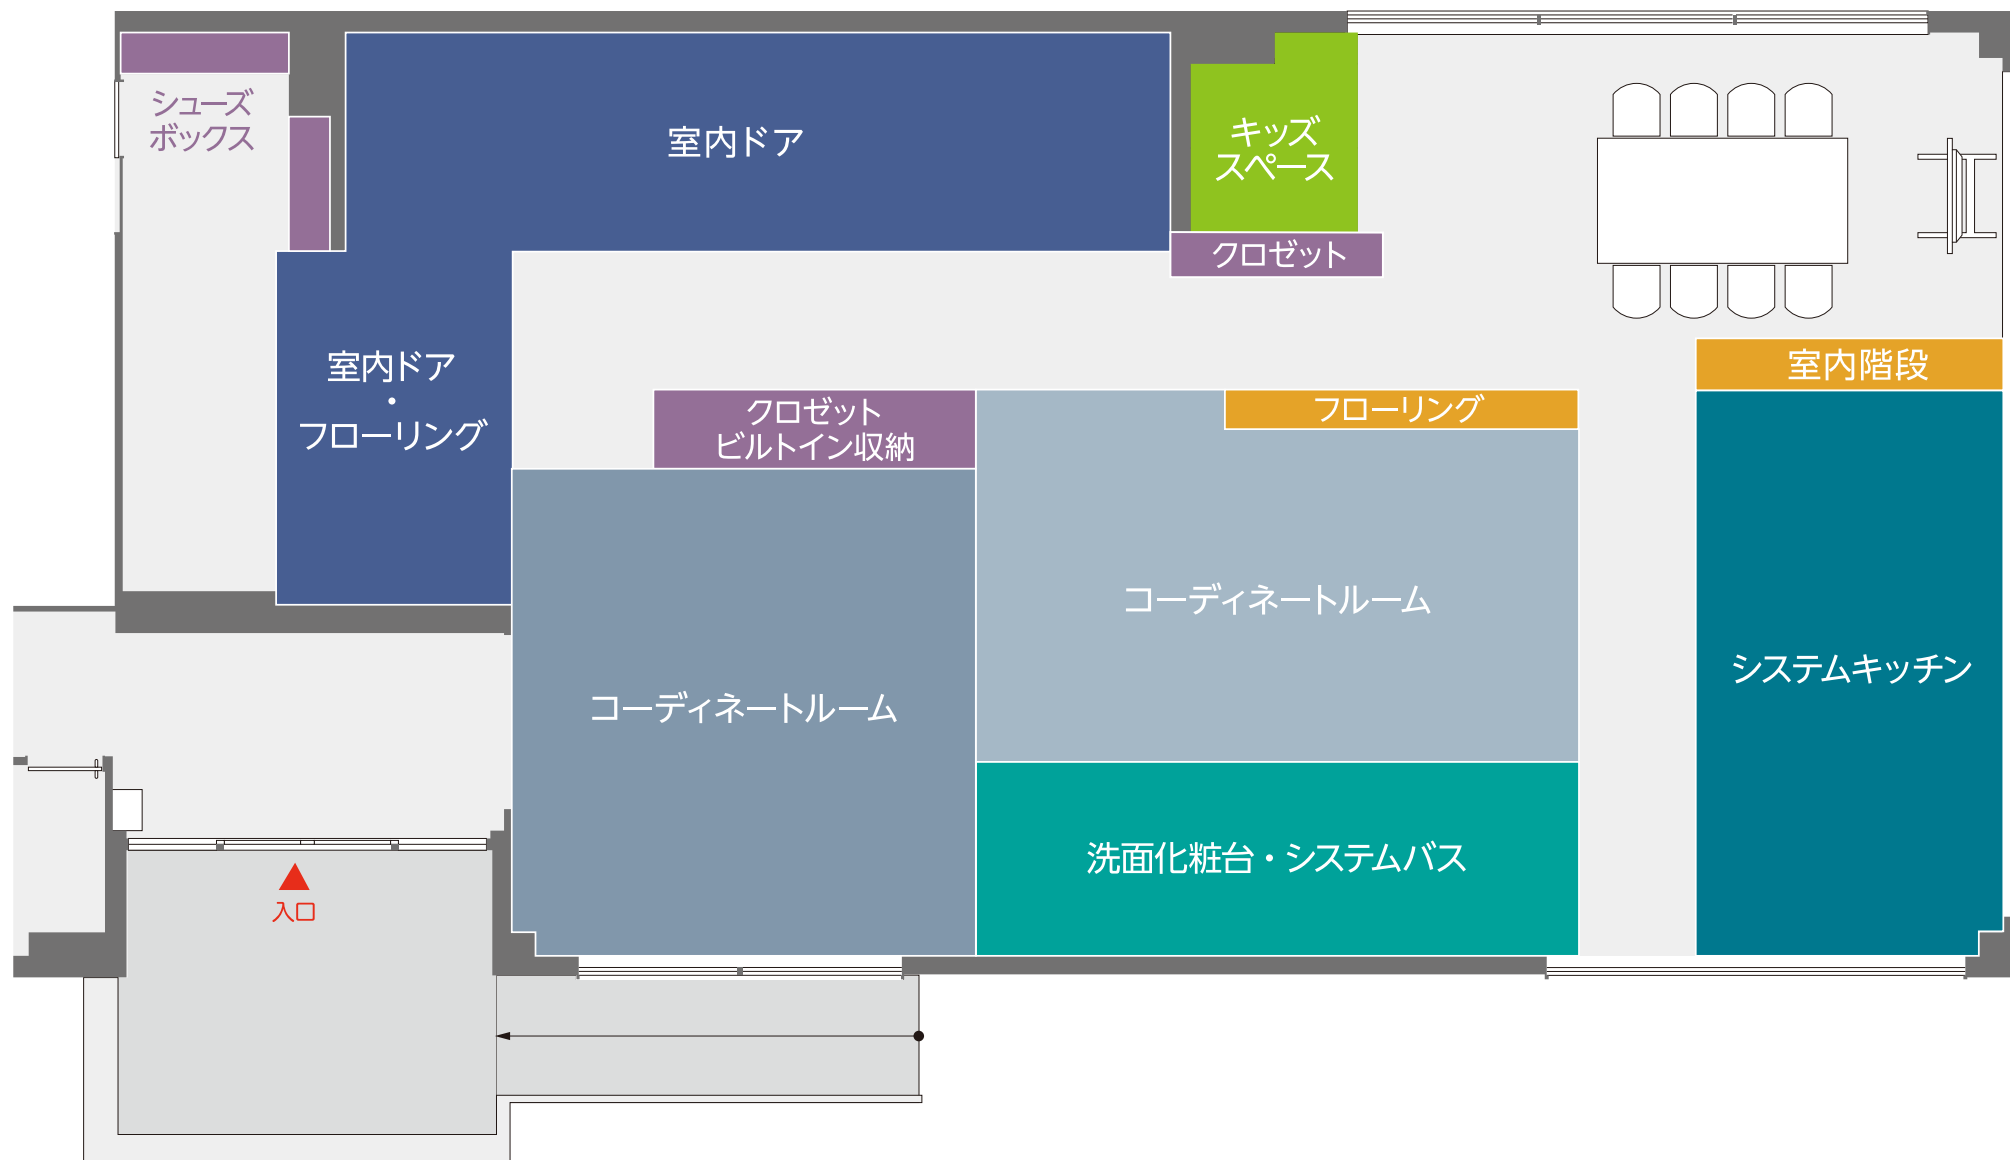 シューズ
ボックス
室内ドア
キッズ
スペース
クロゼット
室内ドア
・
フローリング
室内階段
クロゼット
ビルトイン収納
フローリング
コーディネートルーム
システムキッチン
コーディネートルーム
洗面化粧台・システムバス
入口